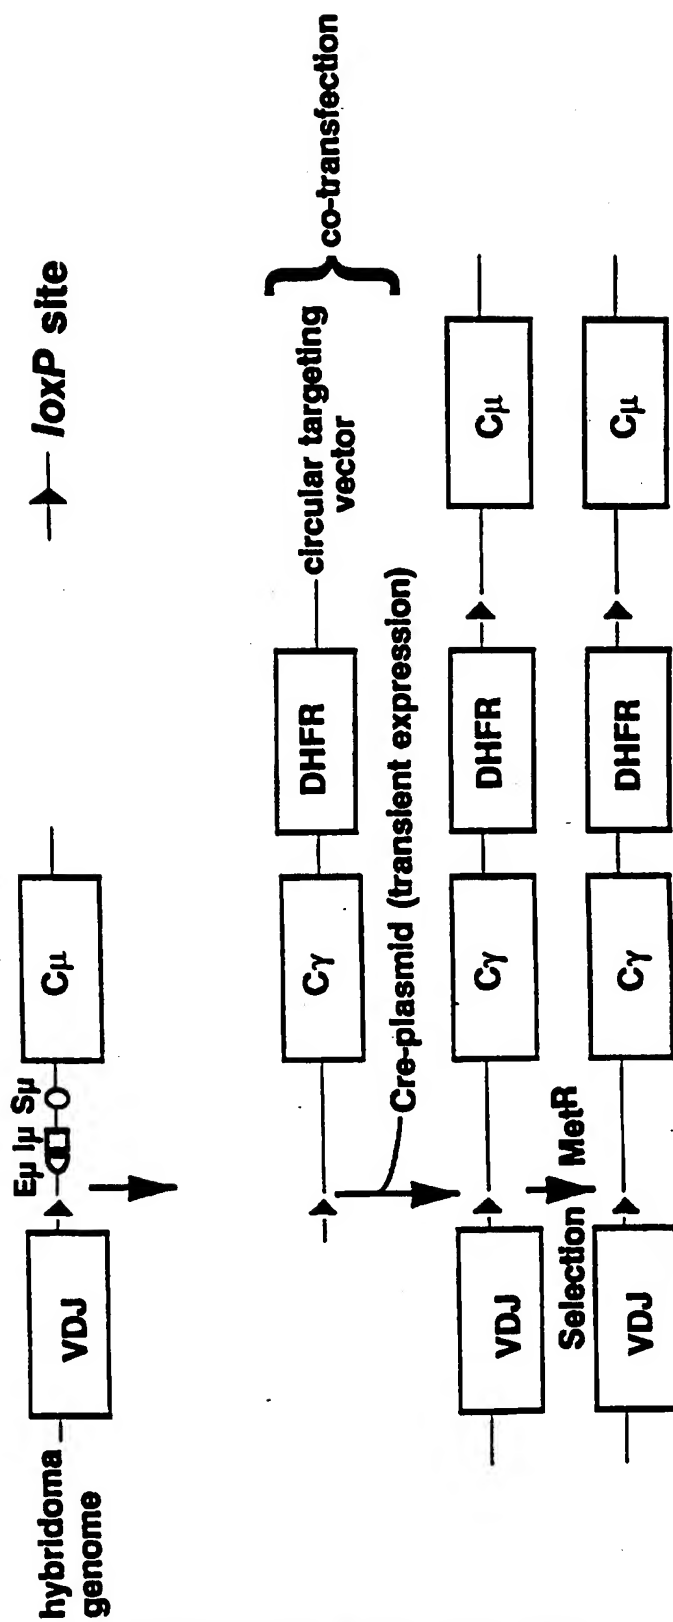 loxP site
hybridoma
genome
VDJ
Eμ Iμ Sμ
Cμ
Cγ
DHFR
circular targeting
vector
co-transfection
Cre-plasmid (transient expression)
VDJ
Cγ
DHFR
Cμ
Selection MetR
VDJ
Cγ
DHFR
Cμ